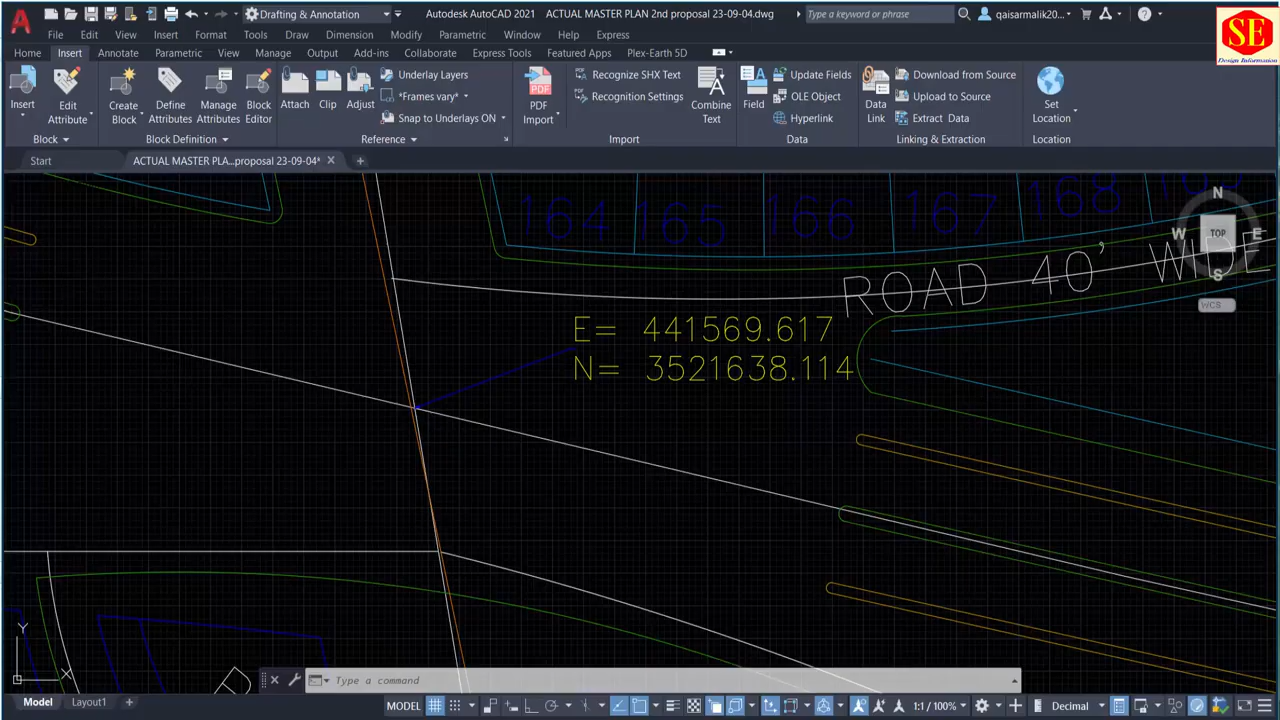 Drafting & Annotation
Autodesk AutoCAD 2021 ACTUAL MASTER PLAN 2nd proposal 23-09-04.dwg
Type a keyword or phrase
qaisarmalik20...
SE
Design Information
File Edit View Insert Format Tools Draw Dimension Modify Parametric Window Help Express
Home Insert Annotate Parametric View Manage Output Add-ins Collaborate Express Tools Featured Apps Plex-Earth 5D
Insert
Edit Attribute
Create Block
Define Attributes
Manage Attributes
Block Editor
Attach
Clip
Adjust
Underlay Layers
*Frames vary*
Snap to Underlays ON
PDF Import
Recognize SHX Text
Recognition Settings
Combine Text
Field
Update Fields
OLE Object
Hyperlink
Data Link
Download from Source
Upload to Source
Extract Data
Set Location
Block
Block Definition
Reference
Import
Data
Linking & Extraction
Location
Start
ACTUAL MASTER PLA...proposal 23-09-04*
164 165 166 167 168
N
W TOP E
S
WCS
ROAD 40' WIDE
E= 441569.617
N= 3521638.114
Y
X
Type a command
Model Layout1
MODEL
1:1 / 100%
Decimal